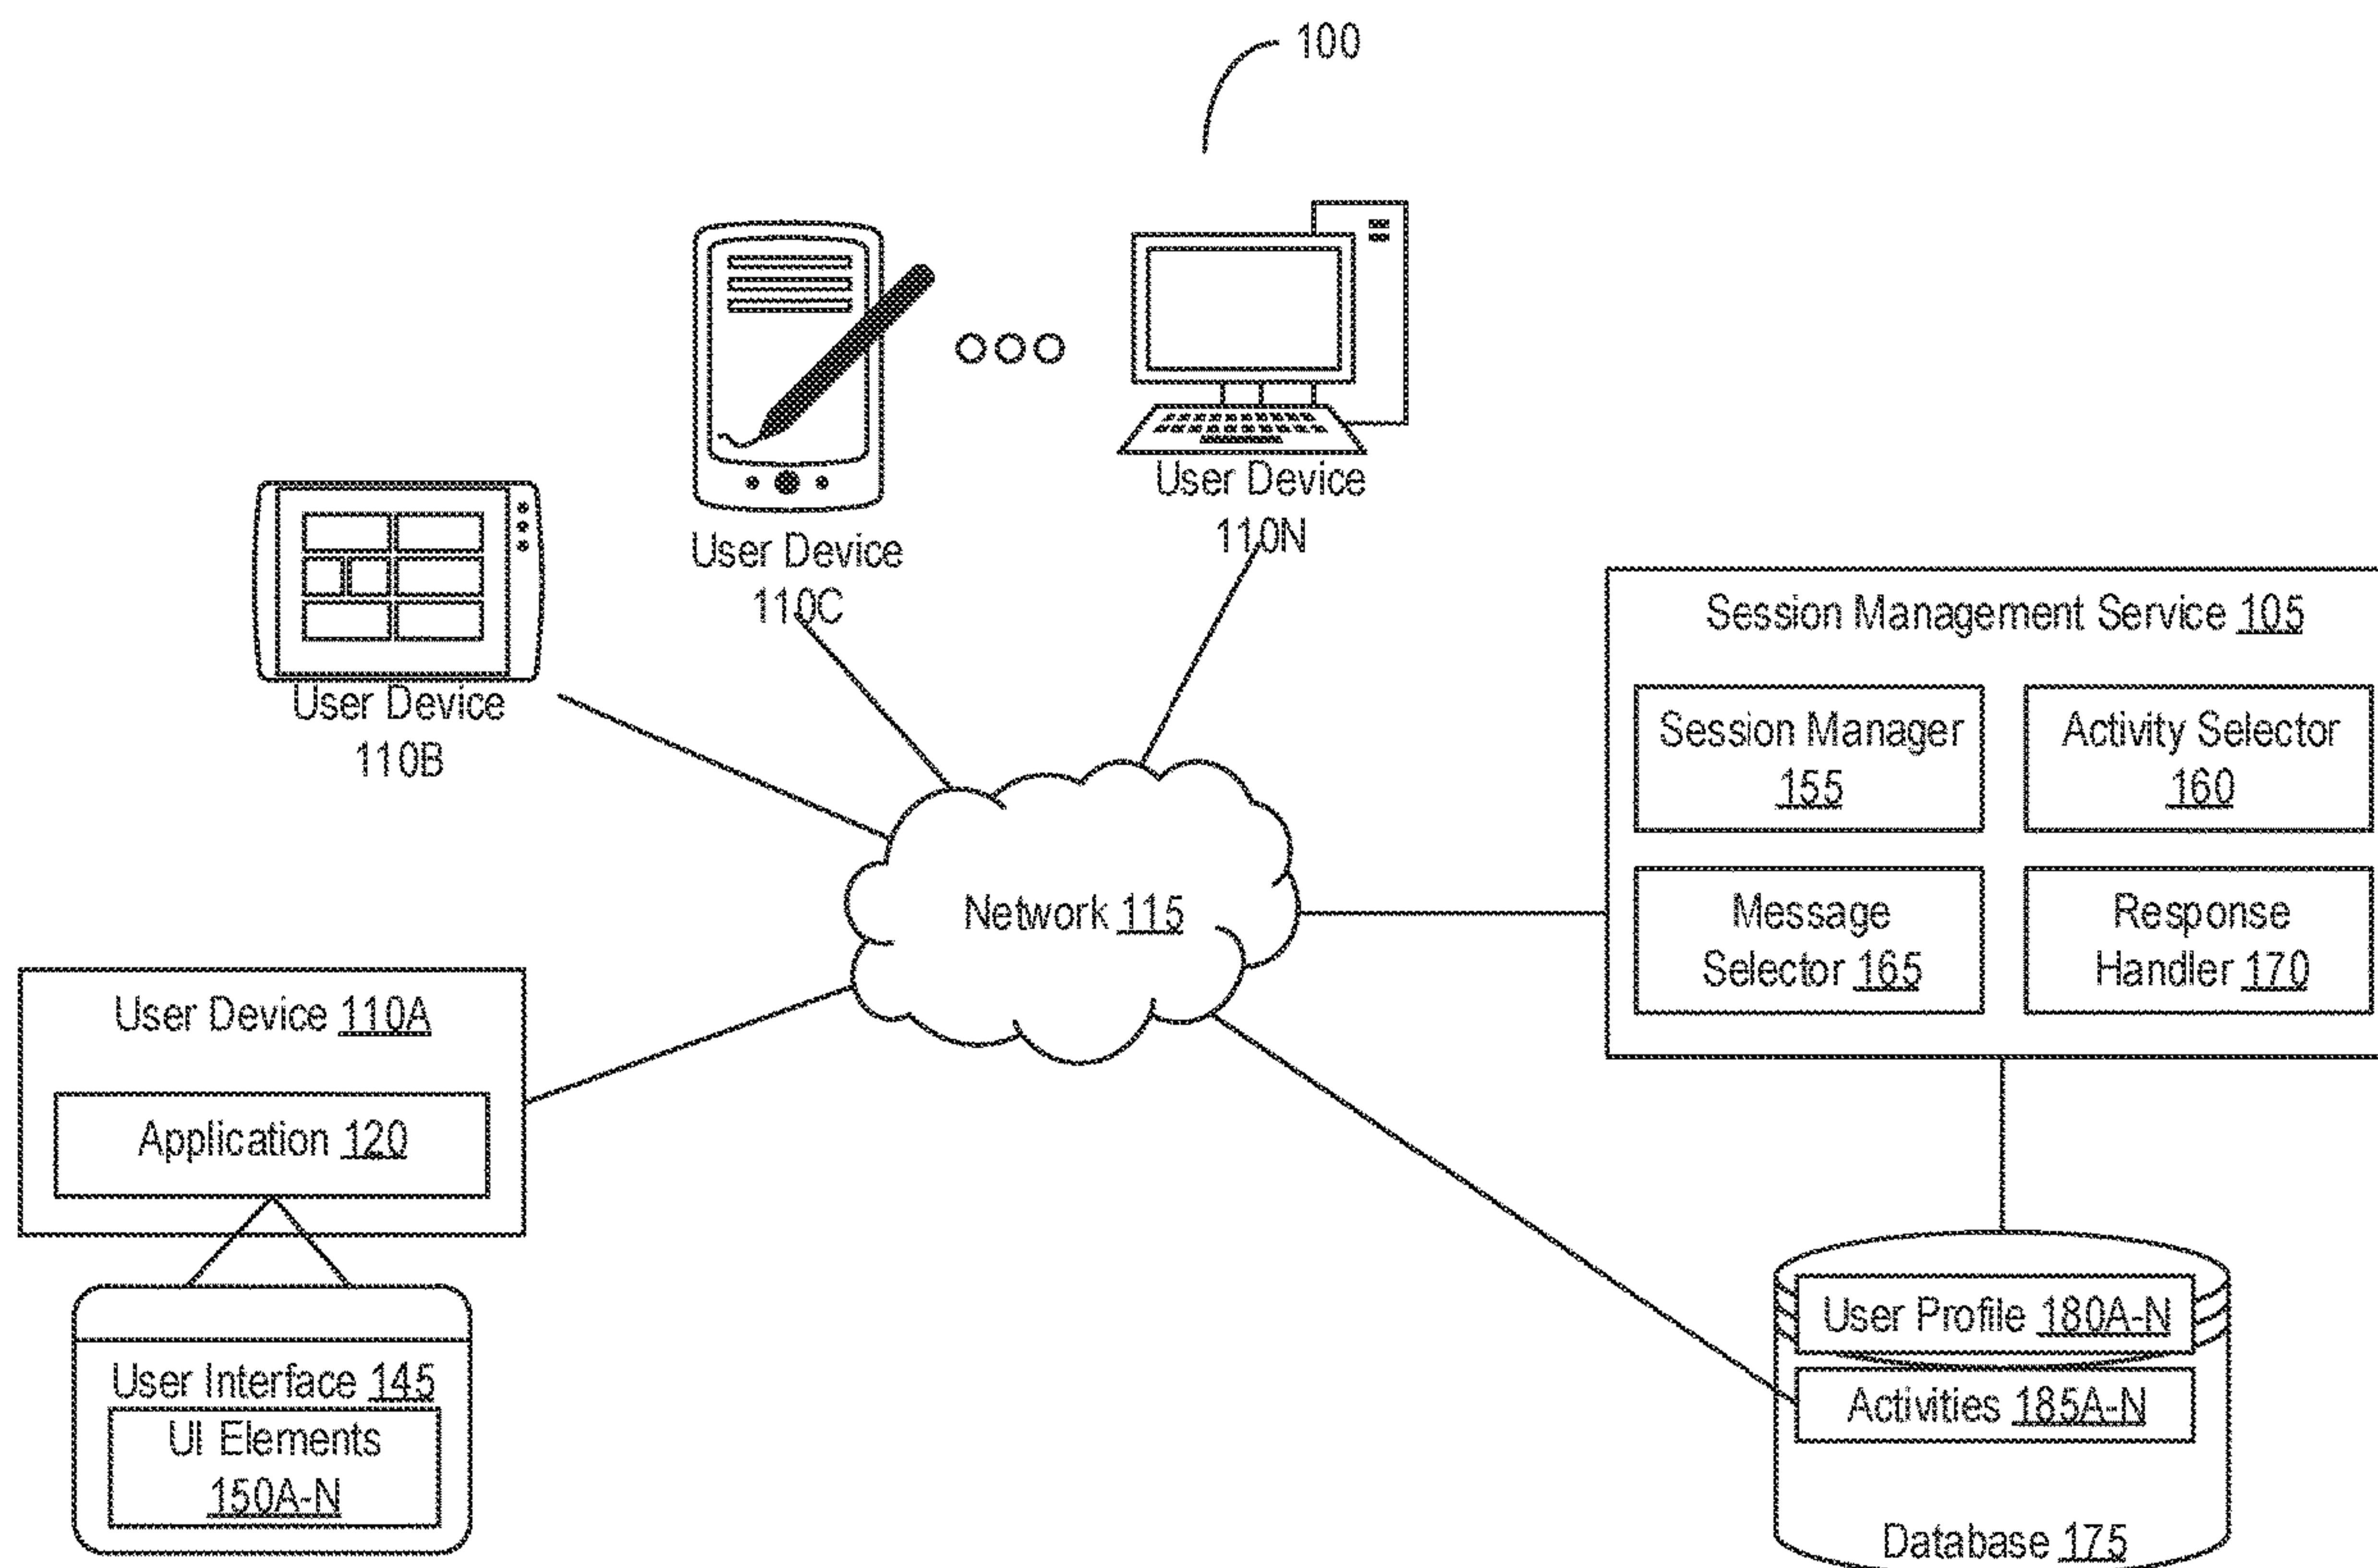 100
User Device
110N
User Device
110C
User Device
110B
Session Management Service 105
Session Manager
155
Activity Selector
160
Message
Selector 165
Response
Handler 170
Network 115
User Device 110A
Application 120
User Interface 145
UI Elements
150A-N
User Profile 180A-N
Activities 185A-N
Database 175